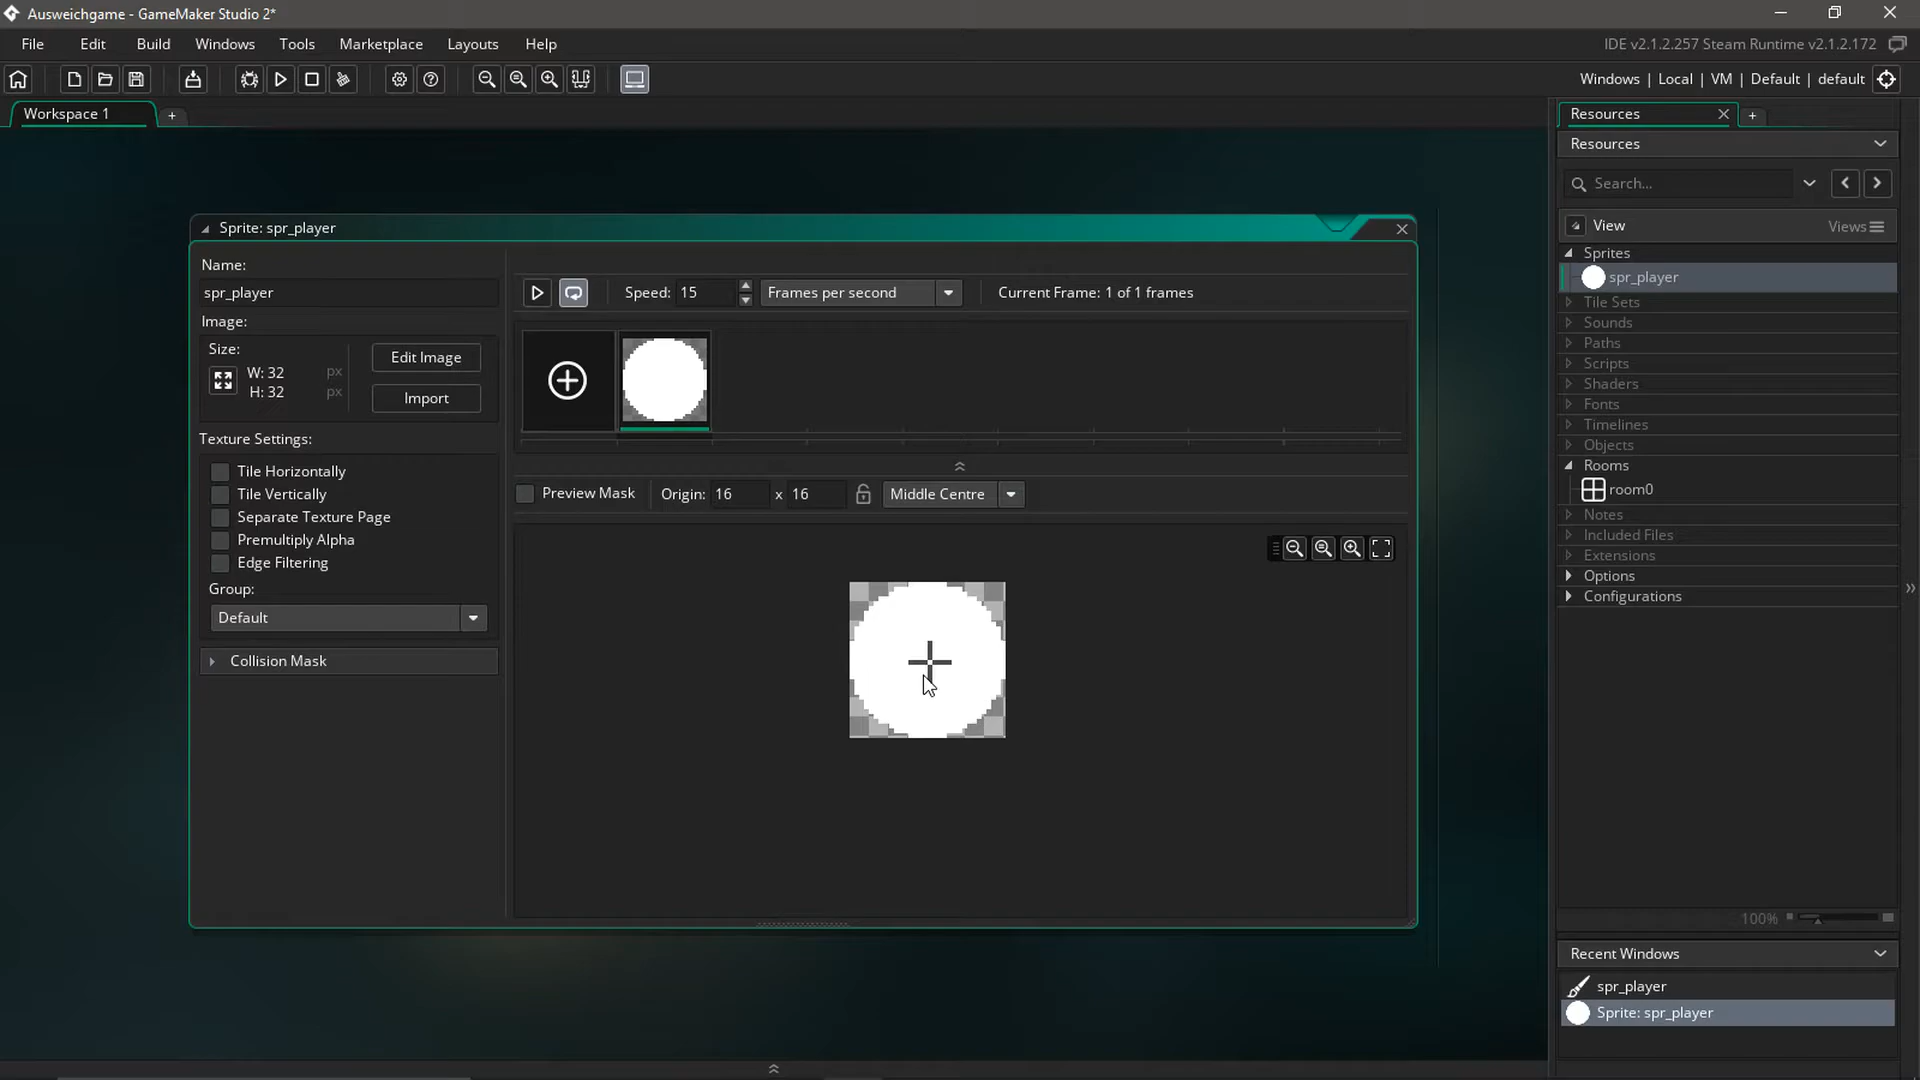 Ausweichgame - GameMaker Studio 2*
File Edit Build Windows Tools Marketplace Layouts Help
IDE v2.1.2.257 Steam Runtime v2.1.2.172
Windows | Local | VM | Default | default
Workspace 1 +
Sprite: spr_player
Name:
spr_player
Image:
Size:
W: 32 px
H: 32 px
Edit Image
Import
Texture Settings:
Tile Horizontally
Tile Vertically
Separate Texture Page
Premultiply Alpha
Edge Filtering
Group:
Default
Collision Mask
Speed: 15 Frames per second Current Frame: 1 of 1 frames
Preview Mask Origin: 16 x 16 Middle Centre
Resources +
Resources
Search...
View Views
Sprites
spr_player
Tile Sets
Sounds
Paths
Scripts
Shaders
Fonts
Timelines
Objects
Rooms
room0
Notes
Included Files
Extensions
Options
Configurations
100%
Recent Windows
spr_player
Sprite: spr_player